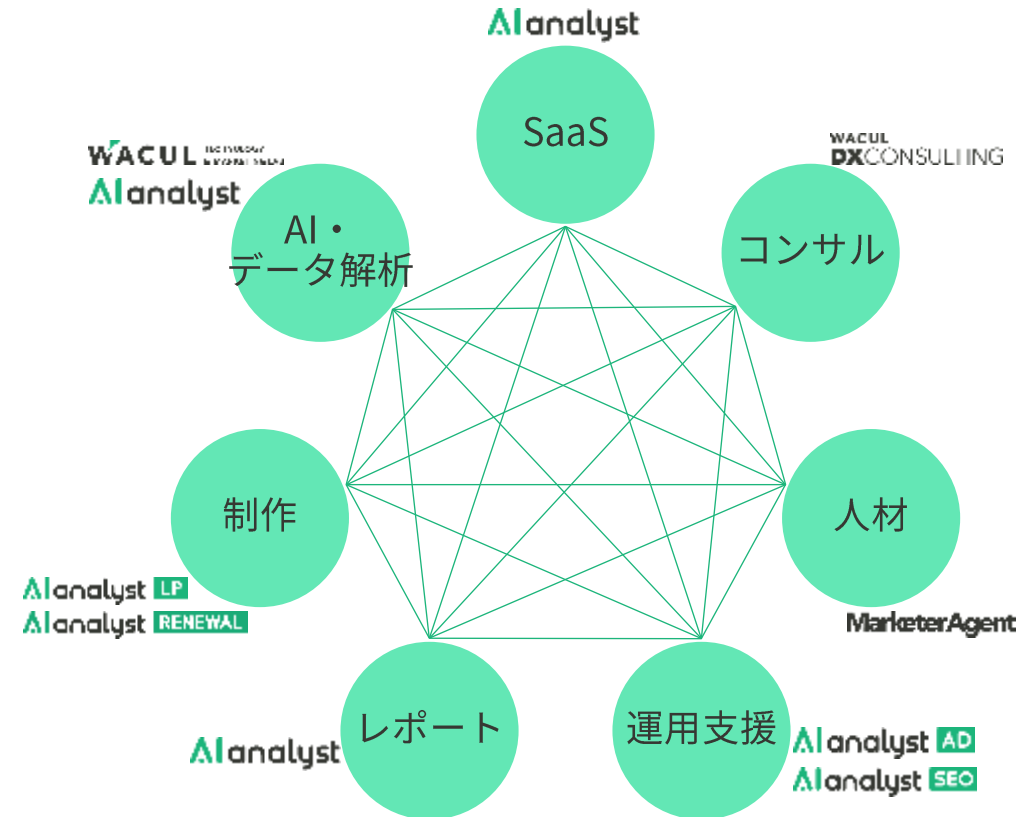 AI analyst
SaaS
WACUL
AI analyst
AI・
データ解析
WACUL
DXCONSULTING
コンサル
制作
AI analyst LP
AI analyst RENEWAL
人材
MarketerAgent
レポート
AI analyst
運用支援
AI analyst AD
AI analyst SEO